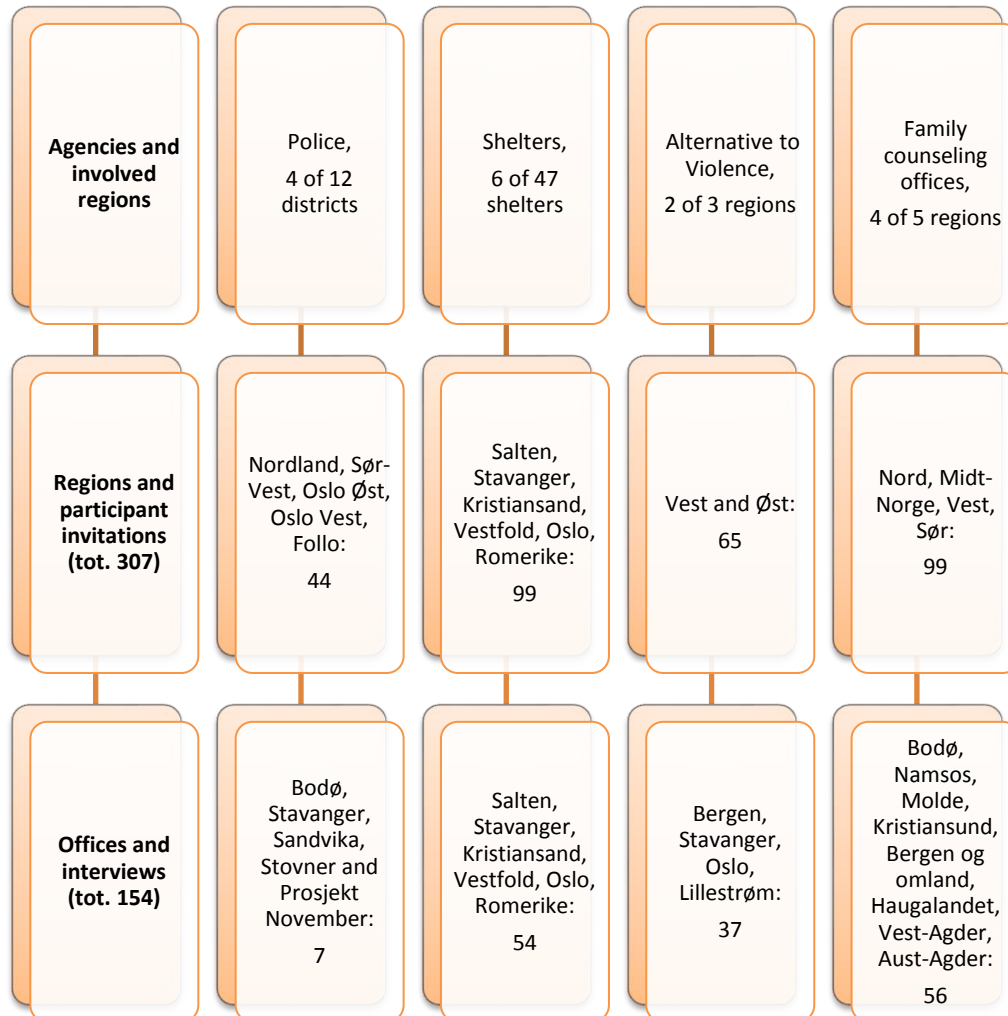 Agencies and
involved
regions
Police,
4 of 12
districts
Shelters,
6 of 47
shelters
Alternative to
Violence,
2 of 3 regions
Family
counseling
offices,
4 of 5 regions
Regions and
participant
invitations
(tot. 307)
Nordland, Sør-
Vest, Oslo Øst,
Oslo Vest,
Follo:
44
Salten,
Stavanger,
Kristiansand,
Vestfold, Oslo,
Romerike:
99
Vest and Øst:
65
Nord, Midt-
Norge, Vest,
Sør:
99
Offices and
interviews
(tot. 154)
Bodø,
Stavanger,
Sandvika,
Stovner and
Prosjekt
November:
7
Salten,
Stavanger,
Kristiansand,
Vestfold, Oslo,
Romerike:
54
Bergen,
Stavanger,
Oslo,
Lillestrøm:
37
Bodø,
Namsos,
Molde,
Kristiansund,
Bergen og
omland,
Haugalandet,
Vest-Agder,
Aust-Agder:
56